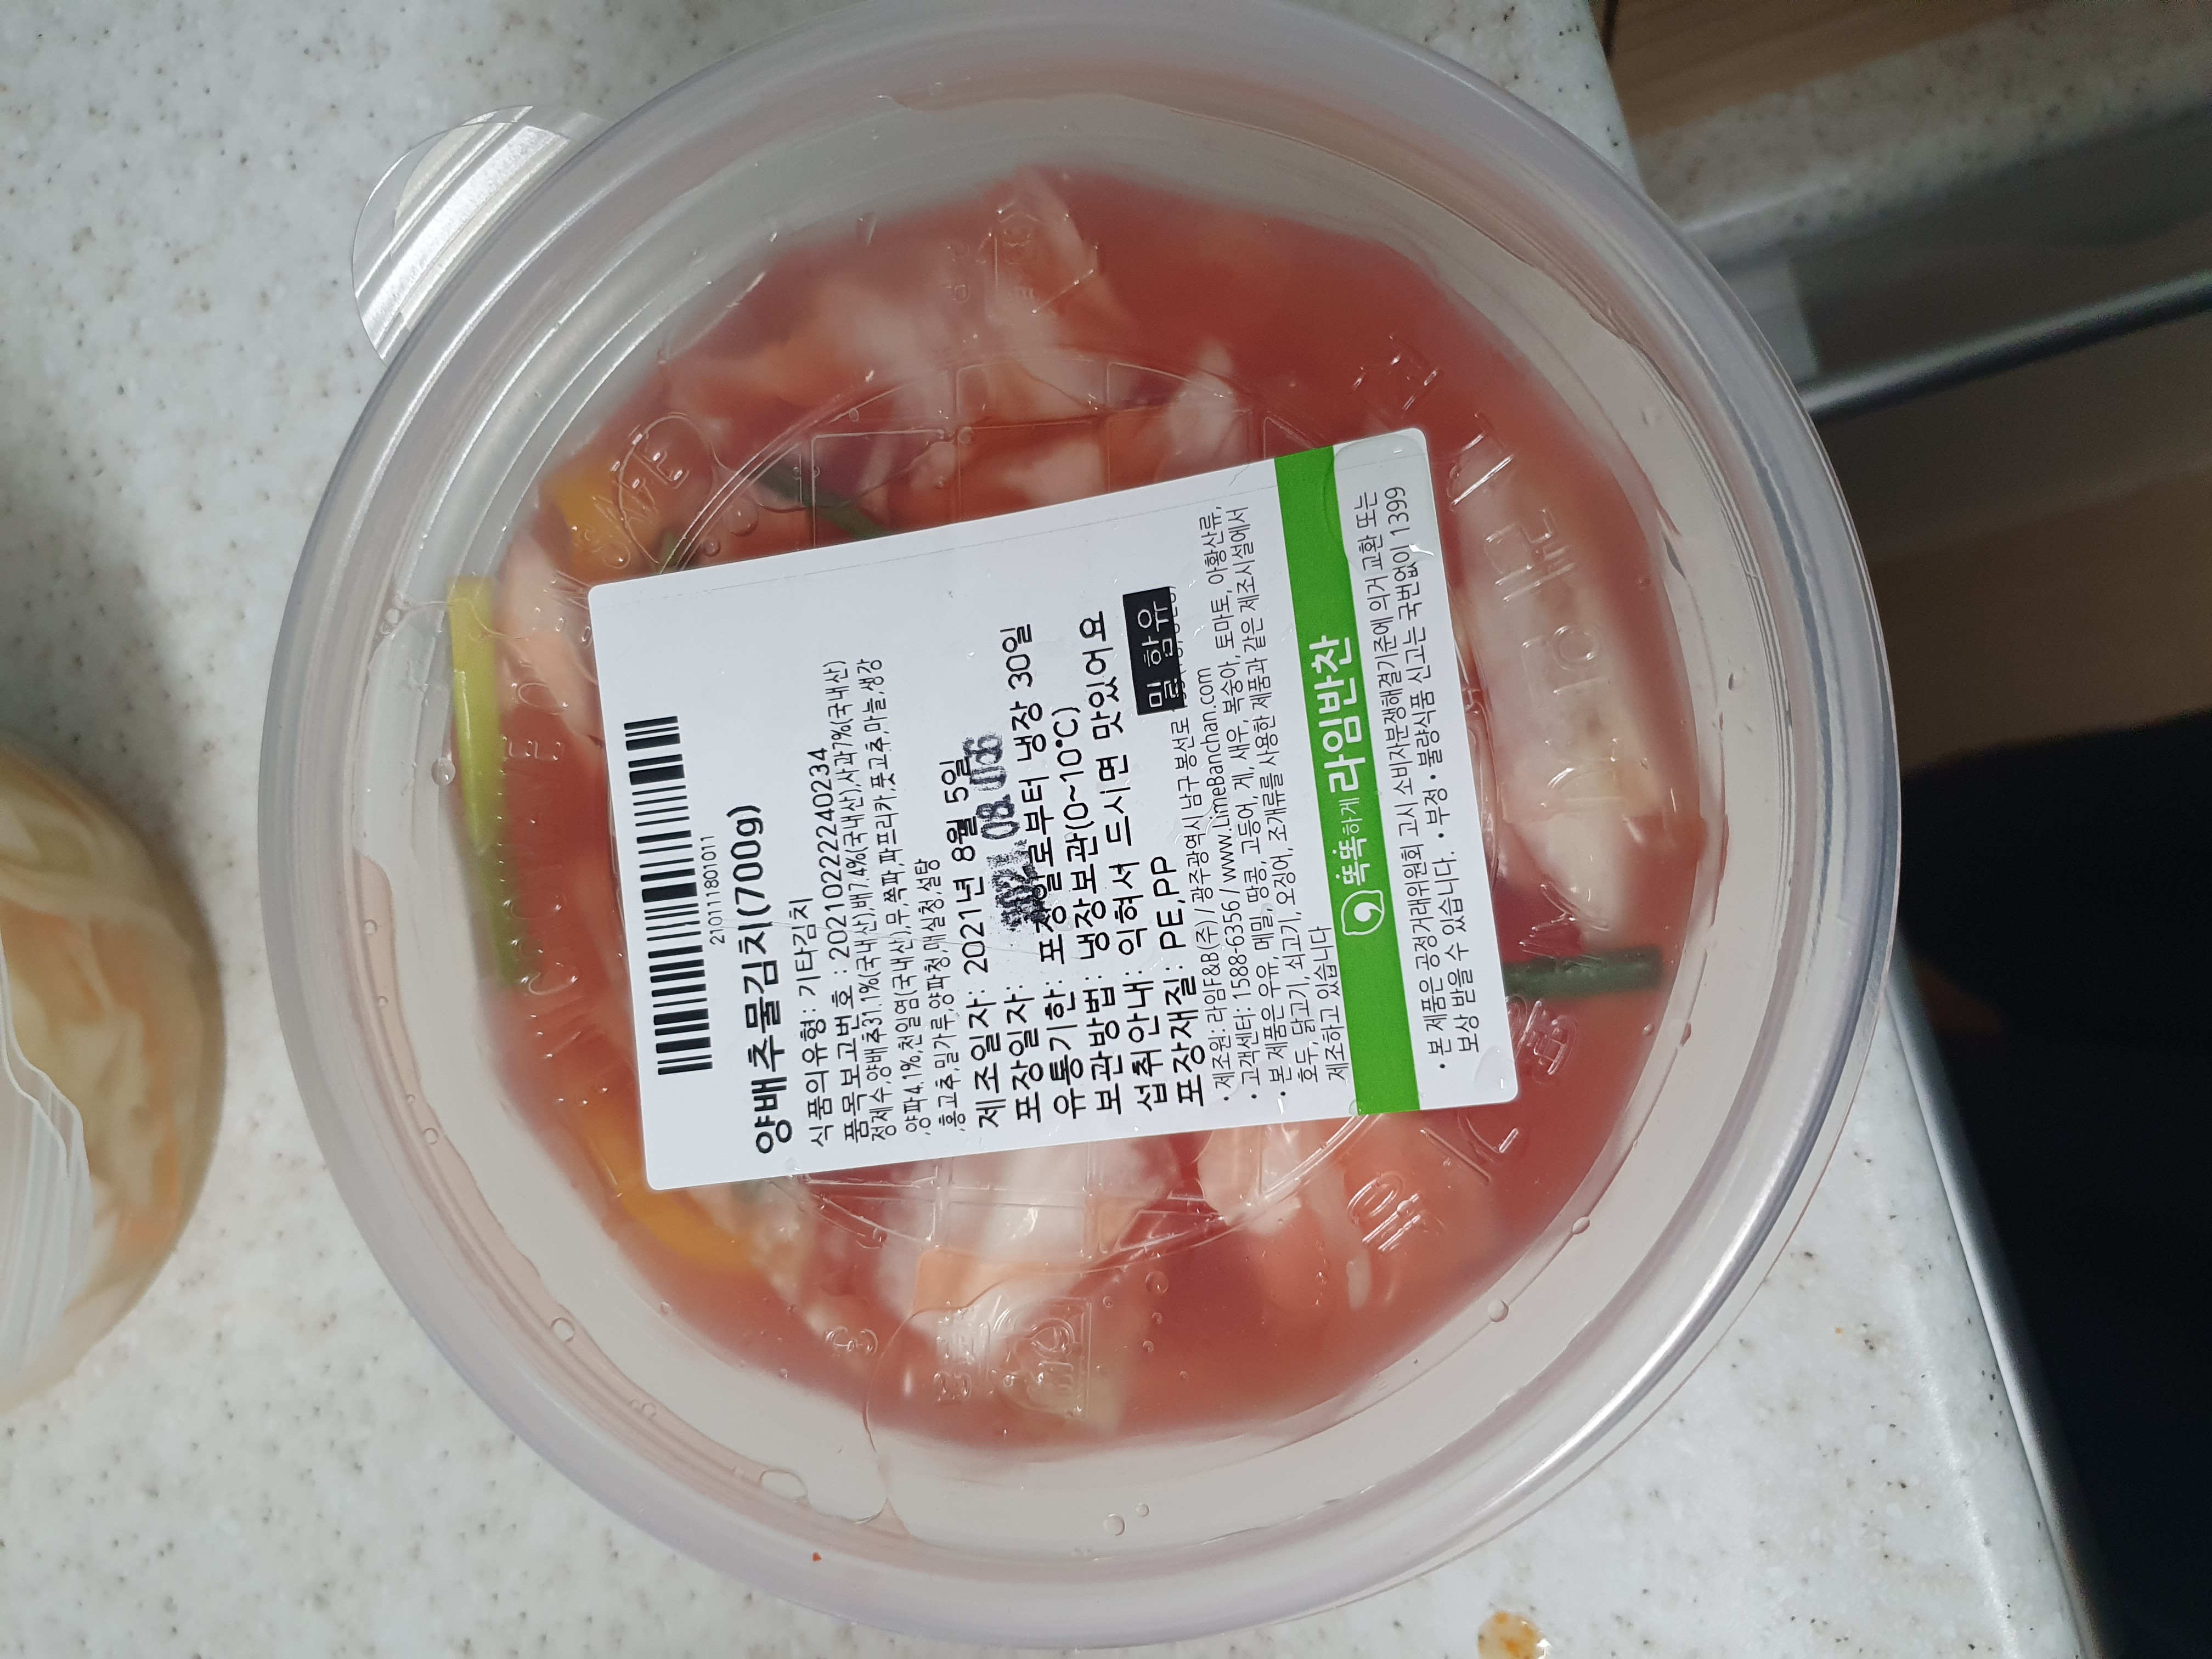 210111801011
양배추물김치(700g)
식품의유형: 기타김치
품목보고번호: 20210222240234
정제수,양배추31.1%(국내산),배7.4%(국내산),사과7%(국내산)
,양파4.1%,천일염(국내산),무,쪽파,파프리카,풋고추,마늘,생강
,홍고추,밀가루,양파청,매실청,설탕
제조일자: 2021년 8월 5일
포장일자: 2021. 08. 06
유통기한: 포장일로부터 냉장 30일
보관방법: 냉장보관(0~10°C)
섭취안내: 익혀서 드시면 맛있어요
포장재질: PE,PP
밀 함유
· 제조원: 라임F&B(주) / 광주광역시 남구 봉선로
· 고객센터: 1588-6356 / www.LimeBanchan.com
· 본 제품은 우유, 메밀, 땅콩, 고등어, 게, 새우, 복숭아, 토마토, 아황산류,
호두, 닭고기, 쇠고기, 오징어, 조개류를 사용한 제품과 같은 제조시설에서
제조하고 있습니다
똑똑하게 라임반찬
· 본 제품은 공정거래위원회 고시 소비자분쟁해결기준에 의거 교환 또는
보상 받을 수 있습니다. · 부정 · 불량식품 신고는 국번없이 1399
SAFE